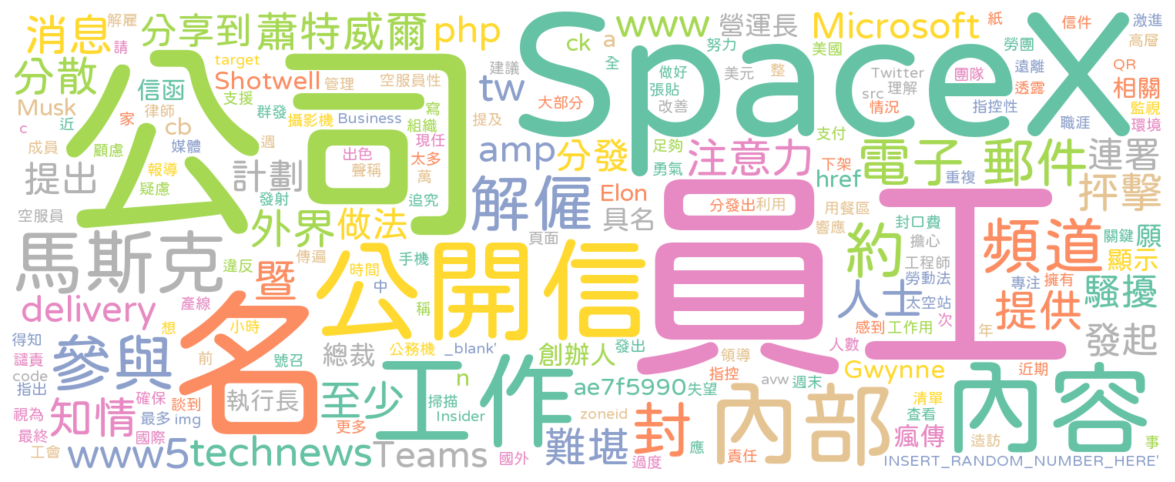 消息
解雇
請
分享到
蕭特威爾
php
SpaceX
www
ck
a
全
努力
營運長
美國
Microsoft
紙
勞團
信件
激進
高層
分散
公司
target
Shotwell
管理
空服員性
建議
tw
大部分
美元
整
做好
張貼
改善
Twitter
src
理解
情況
團隊
指控性
遠離
透露
QR
相關
監視
環境
Musk
c
近
信函
律師
家
cb
支援
群發
攝影機
Business
寫
組織
現任
提及
成員
顧慮
媒體
週
出色
聲稱
太多
萬
追究
amp
分發
足夠
勇氣
注意力
支付
下架
href
電子
郵件
重複
職涯
連署
提出
報導
疑慮
計劃
發射
外界
做法
解僱
Elon
具名
分發出
利用
員工
用餐區
響應
約
封口費
擔心
工程師
勞動法
頻道
抨擊
關鍵
願
顯示
空服員
馬斯克
違反
暨
傳遍
時間
中
手機
稱
公開信
頁面
人士
太空站
次
專注
擁有
提供
騷擾
delivery
產線
想
名
小時
前
號召
總裁
公務機
_blank'
創辦人
發出
領導
指控
人數
感到
工作用
年
發起
得知
譴責
code
指出
參與
執行長
至少
工作
n
掃描
Insider
ae7f5990
失望
avw
週末
Gwynne
清單
查看
近期
視為
最終
工會
知情
確保
最多
談到
img
國際
更多
www5
technews
Teams
國外
難堪
zoneid
封
過度
應
內部
責任
瘋傳
造訪
內容
事
INSERT_RANDOM_NUMBER_HERE'